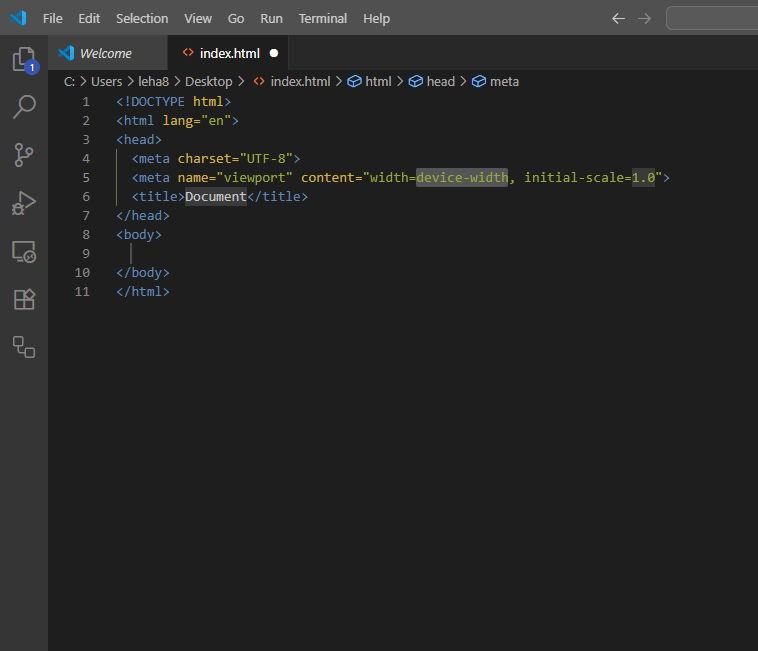 File Edit Selection View Go Run Terminal Help
Welcome index.html
C: > Users > leha8 > Desktop > index.html > html > head > meta
1
1 <!DOCTYPE html>
2 <html lang="en">
3 <head>
4 <meta charset="UTF-8">
5 <meta name="viewport" content="width=device-width, initial-scale=1.0">
6 <title>Document</title>
7 </head>
8 <body>
9
10 </body>
11 </html>